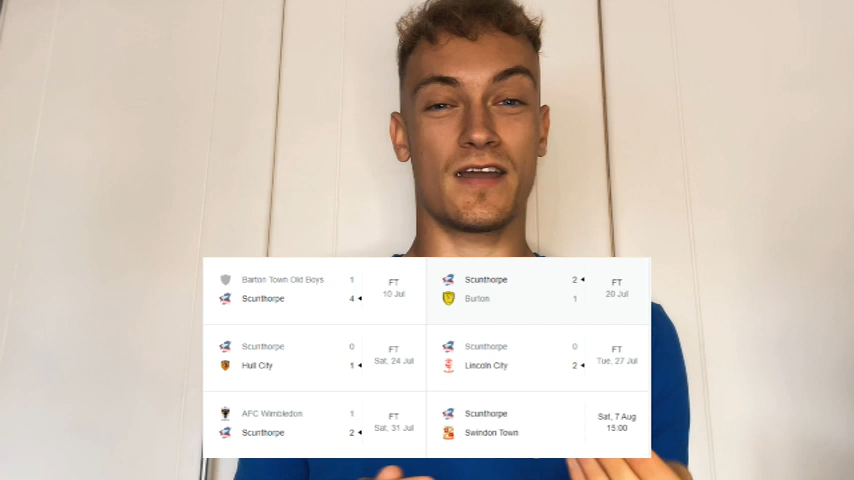 Barton Town Old Boys 1
Scunthorpe 4
FT
10 Jul
Scunthorpe 2
Burton 1
FT
20 Jul
Scunthorpe 0
Hull City 1
FT
Sat, 24 Jul
Scunthorpe 0
Lincoln City 2
FT
Tue, 27 Jul
AFC Wimbledon 1
Scunthorpe 2
FT
Sat, 31 Jul
Scunthorpe
Swindon Town
Sat, 7 Aug
15:00